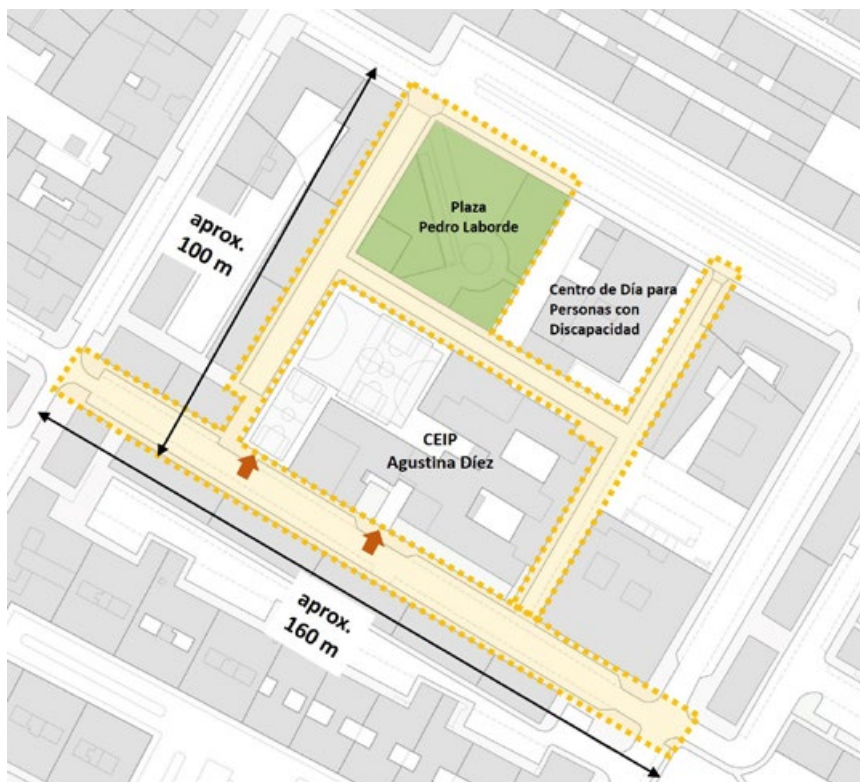 Plaza
Pedro Laborde
aprox.
100 m
Centro de Día para
Personas con
Discapacidad
CEIP
Agustina Díez
aprox.
160 m